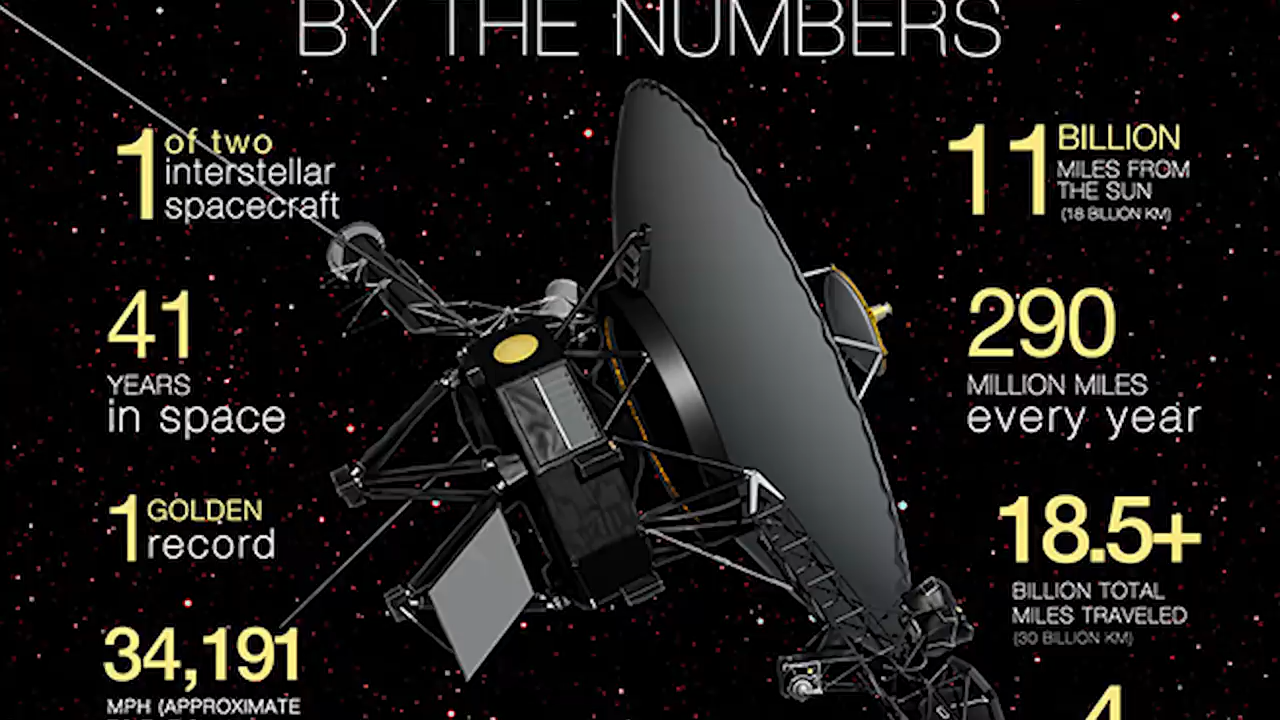 BY THE NUMBERS
1 of two
interstellar
spacecraft
41
YEARS
in space
1 GOLDEN
record
34,191
MPH (APPROXIMATE
11 BILLION
MILES FROM
THE SUN
(18 BILLION KM)
290
MILLION MILES
every year
18.5+
BILLION TOTAL
MILES TRAVELED
(30 BILLION KM)
4